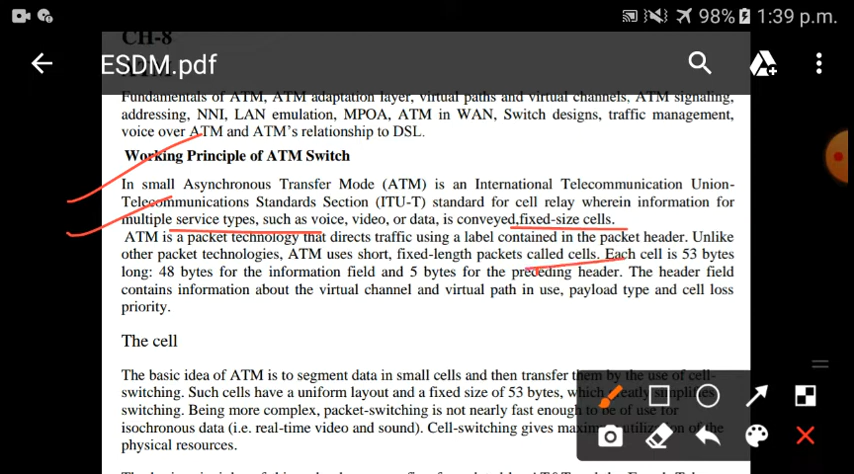 98% 1:39 p.m.
CH-8
ESDM.pdf
Fundamentals of ATM, ATM adaptation layer, virtual paths and virtual channels, ATM signaling,
addressing, NNI, LAN emulation, MPOA, ATM in WAN, Switch designs, traffic management,
voice over ATM and ATM's relationship to DSL.
Working Principle of ATM Switch
In small Asynchronous Transfer Mode (ATM) is an International Telecommunication Union-
Telecommunications Standards Section (ITU-T) standard for cell relay wherein information for
multiple service types, such as voice, video, or data, is conveyed,fixed-size cells.
ATM is a packet technology that directs traffic using a label contained in the packet header. Unlike
other packet technologies, ATM uses short, fixed-length packets called cells. Each cell is 53 bytes
long: 48 bytes for the information field and 5 bytes for the preceding header. The header field
contains information about the virtual channel and virtual path in use, payload type and cell loss
priority.
The cell
The basic idea of ATM is to segment data in small cells and then transfer them by the use of cell-
switching. Such cells have a uniform layout and a fixed size of 53 bytes, which greatly simplifies
switching. Being more complex, packet-switching is not nearly fast enough to be of use for
isochronous data (i.e. real-time video and sound). Cell-switching gives maximum utilization of the
physical resources.